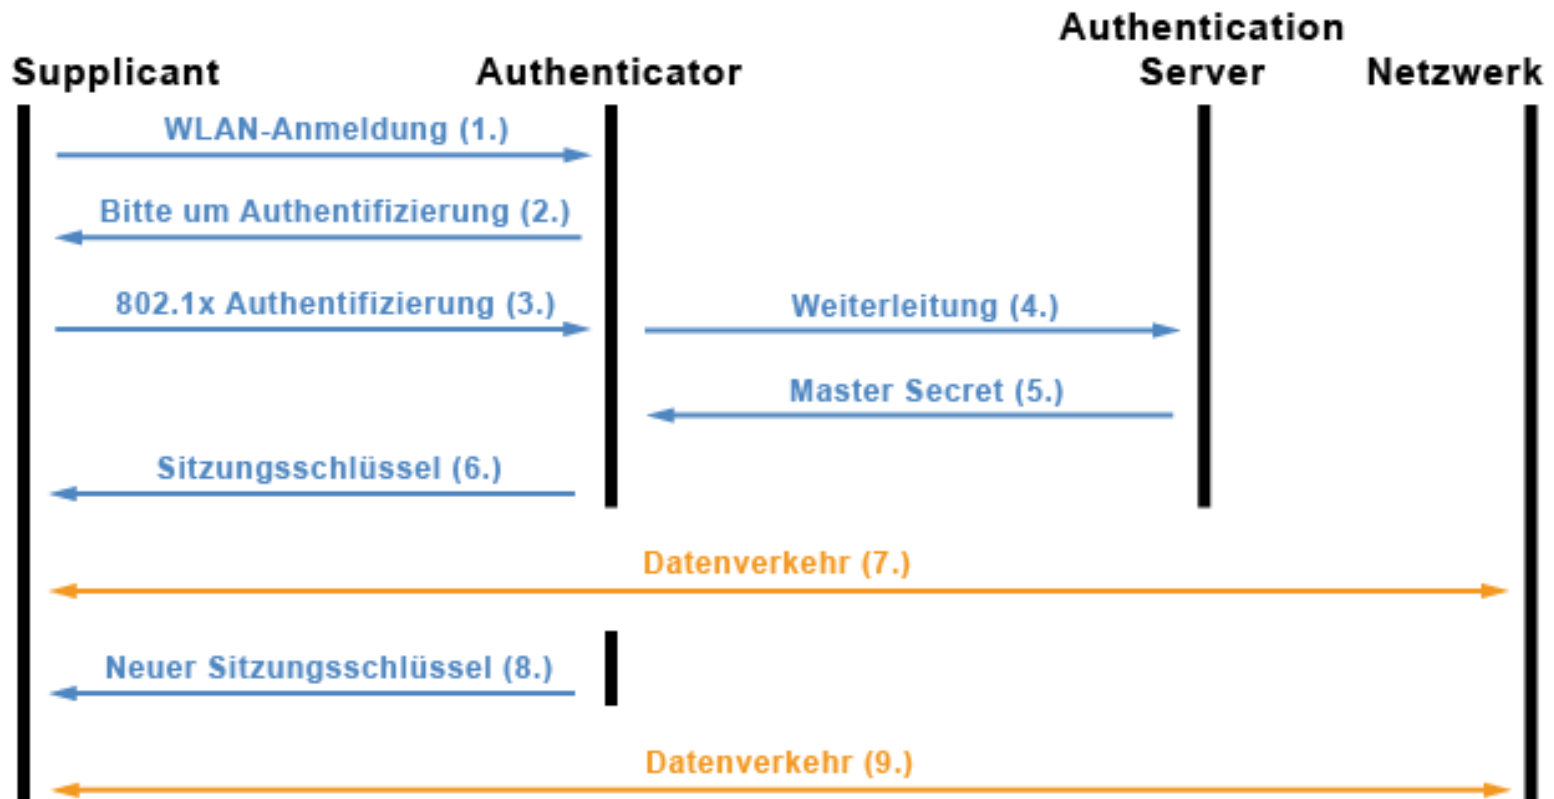 Authentication
Supplicant Authenticator Server Netzwerk
WLAN-Anmeldung (1.)
Bitte um Authentifizierung (2.)
802.1x Authentifizierung (3.) Weiterleitung (4.)
Master Secret (5.)
Sitzungsschlüssel (6.)
Datenverkehr (7.)
Neuer Sitzungsschlüssel (8.)
Datenverkehr (9.)